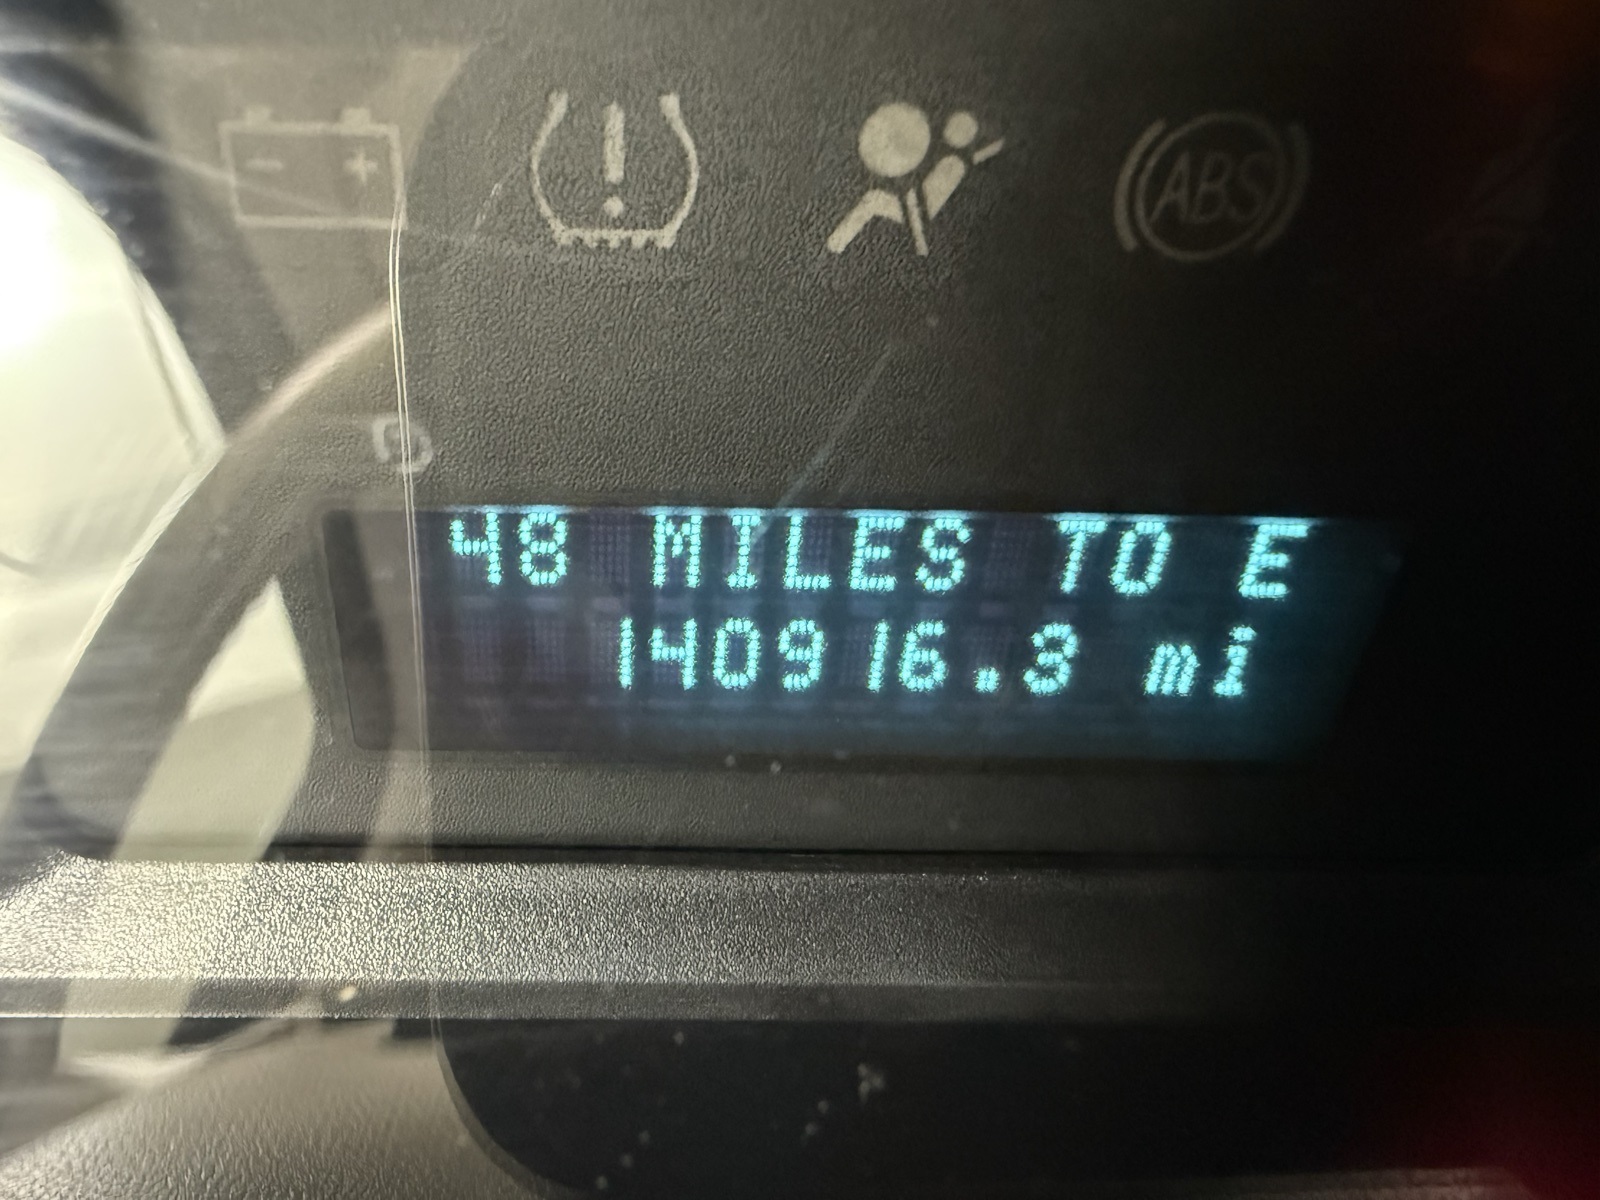 ABS
D
48 MILES TO E
140916.3 mi